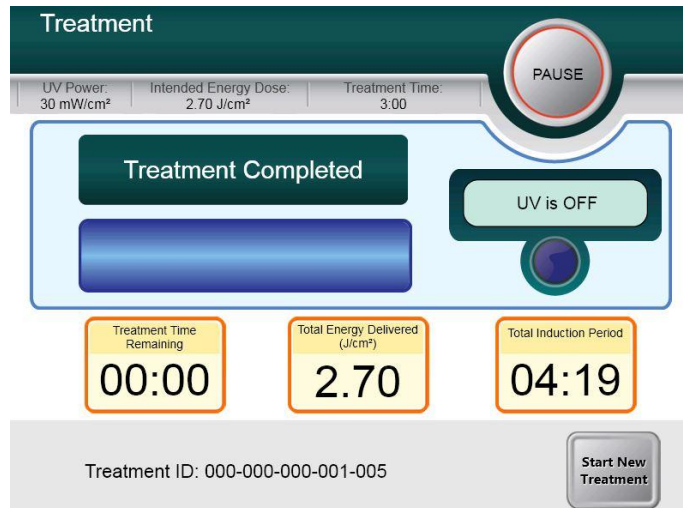 Treatment
PAUSE
UV Power: Intended Energy Dose: Treatment Time:
30 mW/cm² 2.70 J/cm² 3:00
Treatment Completed
UV is OFF
Treatment Time
Remaining
00:00
Total Energy Delivered
(J/cm²)
2.70
Total Induction Period
04:19
Treatment ID: 000-000-000-001-005
Start New
Treatment